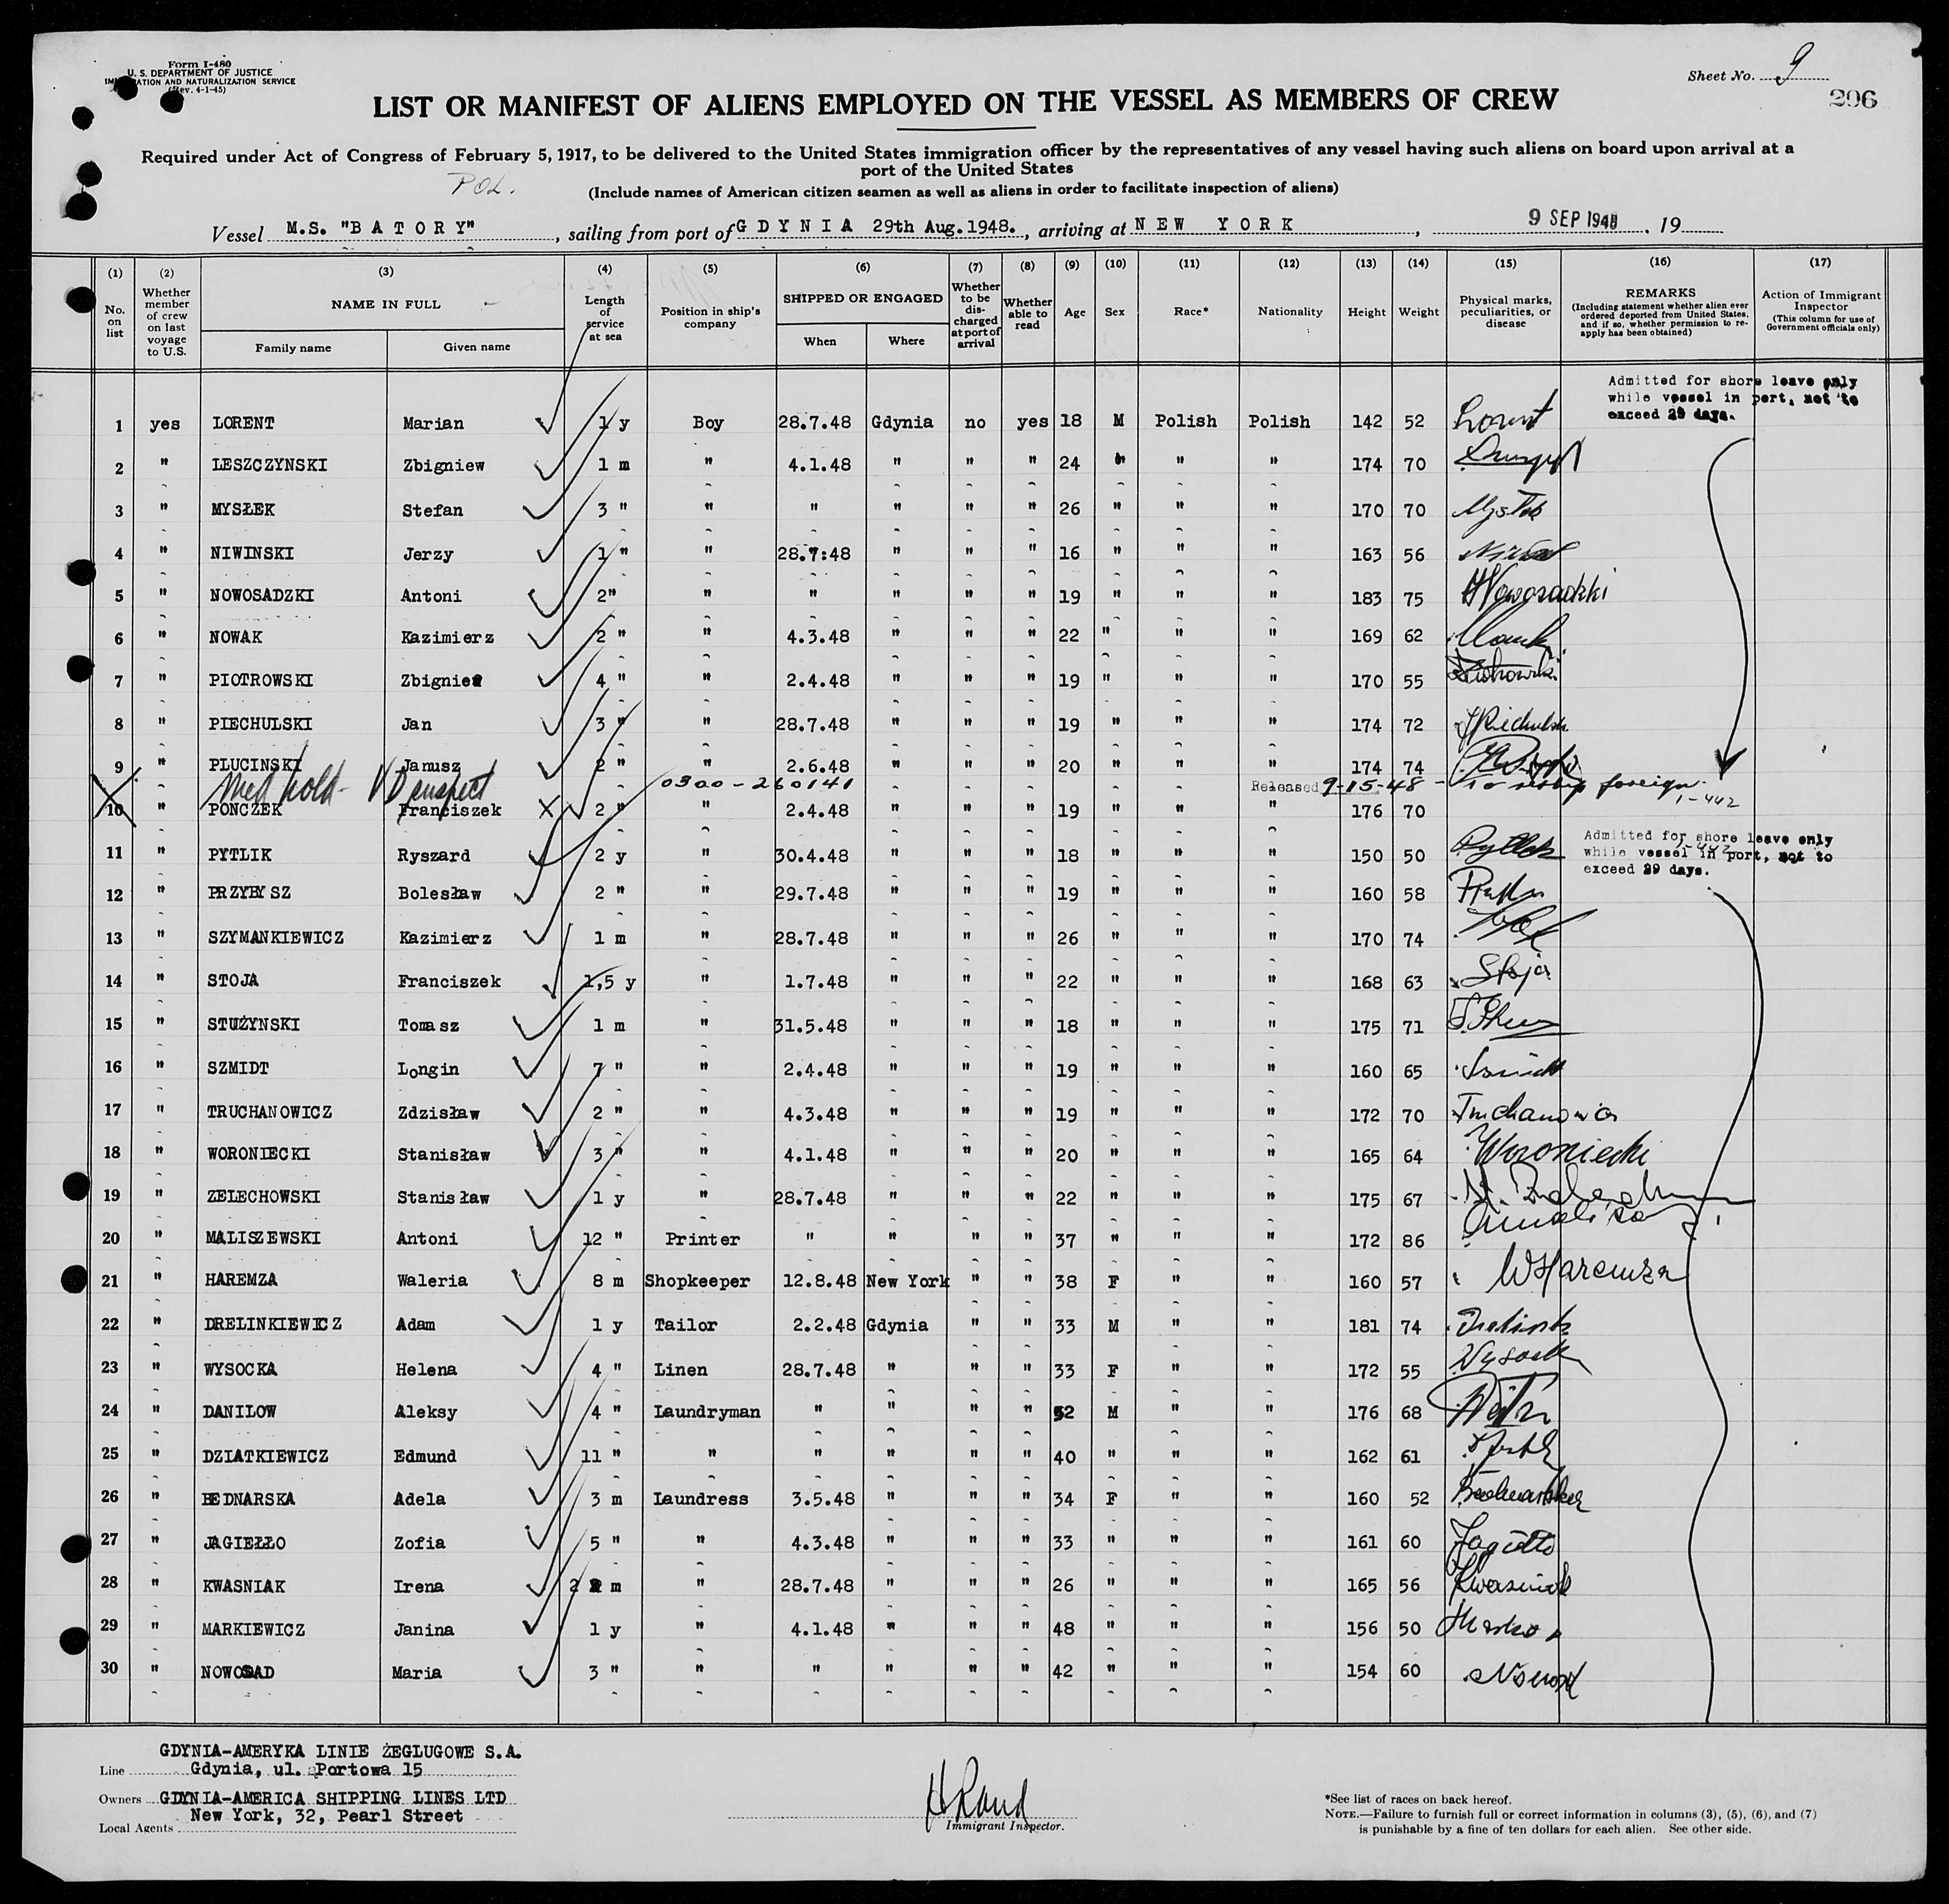 Form I-480
U. S. DEPARTMENT OF JUSTICE
IMMIGRATION AND NATURALIZATION SERVICE
(Rev. 4-1-45)
Sheet No. 9
296
LIST OR MANIFEST OF ALIENS EMPLOYED ON THE VESSEL AS MEMBERS OF CREW
Required under Act of Congress of February 5, 1917, to be delivered to the United States immigration officer by the representatives of any vessel having such aliens on board upon arrival at a
port of the United States
POL.
(Include names of American citizen seamen as well as aliens in order to facilitate inspection of aliens)
Vessel M.S. "B A T O R Y", sailing from port of G D Y N I A 29th Aug.1948., arriving at N E W Y O R K, 9 SEP 1948, 19
(1) (2) (3) (4) (5) (6) (7) (8) (9) (10) (11) (12) (13) (14) (15) (16) (17)
No. on list Whether member of crew on last voyage to U.S. NAME IN FULL Family name Given name Length of service at sea Position in ship's company SHIPPED OR ENGAGED When Where Whether to be discharged at port of arrival Whether able to read Age Sex Race* Nationality Height Weight Physical marks, peculiarities, or disease REMARKS (Including statement whether alien ever ordered deported from United States, and if so, whether permission to re-apply has been obtained) Action of Immigrant Inspector (This column for use of Government officials only)
Admitted for shore leave only
while vessel in port, not to
exceed 29 days.
1 yes LORENT Marian 1 y Boy 28.7.48 Gdynia no yes 18 M Polish Polish 142 52 Lorent
2 " LESZCZYNSKI Zbigniew 1 m " 4.1.48 " " " 24 " " " 174 70
3 " MYSŁEK Stefan 3 " " " " " " 26 " " " 170 70 Mysłek
4 " NIWINSKI Jerzy 1 " " 28.7:48 " " " 16 " " " 163 56
5 " NOWOSADZKI Antoni 2" " " " " " 19 " " " 183 75 Nowosadzki
6 " NOWAK Kazimierz 2 " " 4.3.48 " " " 22 " " " 169 62
7 " PIOTROWSKI Zbigniew 4 " " 2.4.48 " " " 19 " " " 170 55 Piotrowski
8 " PIECHULSKI Jan 3 " " 28.7.48 " " " 19 " " " 174 72 JPiechulski
9 " PLUCINSKI Janusz 2 " " 2.6.48 " " " 20 " " " 174 74
Med hold - VD suspect 0300-260141 Released 9-15-48 - To reship foreign
1-442
10 " PONCZEK Franciszek X 2 " " 2.4.48 " " " 19 " " " 176 70
Admitted for shore leave only
while vessel in port, not to
exceed 29 days.
11 " PYTLIK Ryszard 2 y " 30.4.48 " " " 18 " " " 150 50
12 " PRZYBYSZ Bolesław 2 " " 29.7.48 " " " 19 " " " 160 58
13 " SZYMANKIEWICZ Kazimierz 1 m " 28.7.48 " " " 26 " " " 170 74
14 " STOJA Franciszek 1,5 y " 1.7.48 " " " 22 " " " 168 63 Stoja
15 " STUŻYNSKI Tomasz 1 m " 31.5.48 " " " 18 " " " 175 71
16 " SZMIDT Longin 7 " " 2.4.48 " " " 19 " " " 160 65
17 " TRUCHANOWICZ Zdzisław 2 " " 4.3.48 " " " 19 " " " 172 70 Truchanowicz
18 " WORONIECKI Stanisław 3 " " 4.1.48 " " " 20 " " " 165 64 Woroniecki
19 " ZELECHOWSKI Stanisław 1 y " 28.7.48 " " " 22 " " " 175 67
20 " MALISZEWSKI Antoni 12 " Printer " " " " 37 " " " 172 86
21 " HAREMZA Waleria 8 m Shopkeeper 12.8.48 New York " " 38 F " " 160 57 WHaremza
22 " DRELINKIEWICZ Adam 1 y Tailor 2.2.48 Gdynia " " 33 M " " 181 74
23 " WYSOCKA Helena 4 " Linen 28.7.48 " " " 33 F " " 172 55 Wysocka
24 " DANILOW Aleksy 4 " Laundryman " " " " 52 M " " 176 68
25 " DZIATKIEWICZ Edmund 11 " " " " " " 40 " " " 162 61
26 " BEDNARSKA Adela 3 m Laundress 3.5.48 " " " 34 F " " 160 52 Bednarska
27 " JAGIEŁŁO Zofia 5 " " 4.3.48 " " " 33 " " " 161 60 Jagiełło
28 " KWASNIAK Irena 2 m " 28.7.48 " " " 26 " " " 165 56 Kwasniak
29 " MARKIEWICZ Janina 1 y " 4.1.48 " " " 48 " " " 156 50
30 " NOWOSAD Maria 3 " " " " " " 42 " " " 154 60 Nowosad
Line GDYNIA-AMERYKA LINIE ŻEGLUGOWE S.A.
Gdynia, ul. Portowa 15
Owners GDYNIA-AMERICA SHIPPING LINES LTD
New York, 32, Pearl Street
Local Agents
HRand
Immigrant Inspector.
*See list of races on back hereof.
NOTE.—Failure to furnish full or correct information in columns (3), (5), (6), and (7)
is punishable by a fine of ten dollars for each alien. See other side.